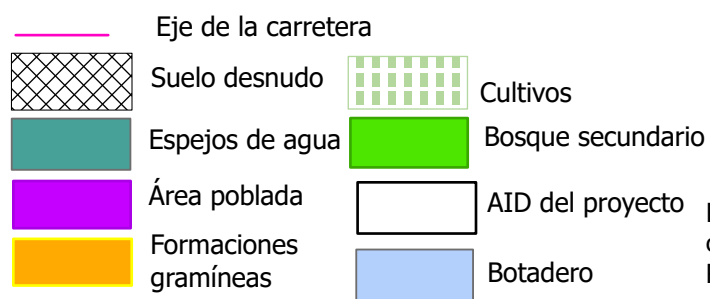 Eje de la carretera
Suelo desnudo
Cultivos
Espejos de agua
Bosque secundario
Área poblada
AID del proyecto
Formaciones
gramíneas
Botadero